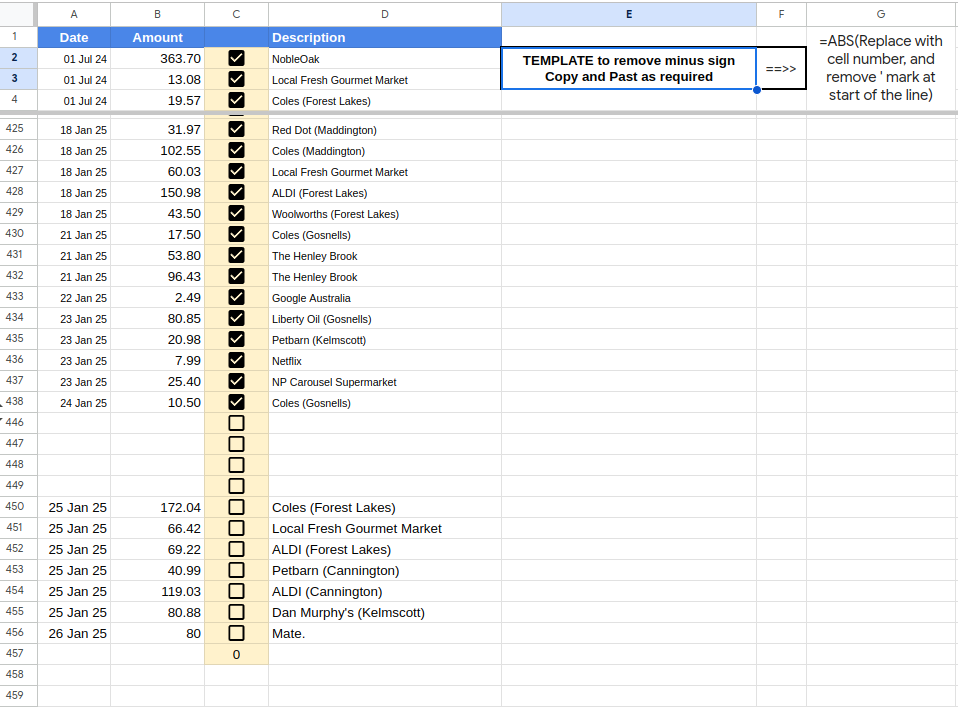 A B C D E F G
1 Date Amount Description
2 01 Jul 24 363.70 NobleOak
3 01 Jul 24 13.08 Local Fresh Gourmet Market
4 01 Jul 24 19.57 Coles (Forest Lakes)
TEMPLATE to remove minus sign
Copy and Past as required
==>>
=ABS(Replace with
cell number, and
remove ' mark at
start of the line)
425 18 Jan 25 31.97 Red Dot (Maddington)
426 18 Jan 25 102.55 Coles (Maddington)
427 18 Jan 25 60.03 Local Fresh Gourmet Market
428 18 Jan 25 150.98 ALDI (Forest Lakes)
429 18 Jan 25 43.50 Woolworths (Forest Lakes)
430 21 Jan 25 17.50 Coles (Gosnells)
431 21 Jan 25 53.80 The Henley Brook
432 21 Jan 25 96.43 The Henley Brook
433 22 Jan 25 2.49 Google Australia
434 23 Jan 25 80.85 Liberty Oil (Gosnells)
435 23 Jan 25 20.98 Petbarn (Kelmscott)
436 23 Jan 25 7.99 Netflix
437 23 Jan 25 25.40 NP Carousel Supermarket
438 24 Jan 25 10.50 Coles (Gosnells)
446
447
448
449
450 25 Jan 25 172.04 Coles (Forest Lakes)
451 25 Jan 25 66.42 Local Fresh Gourmet Market
452 25 Jan 25 69.22 ALDI (Forest Lakes)
453 25 Jan 25 40.99 Petbarn (Cannington)
454 25 Jan 25 119.03 ALDI (Cannington)
455 25 Jan 25 80.88 Dan Murphy's (Kelmscott)
456 26 Jan 25 80 Mate.
457 0
458
459